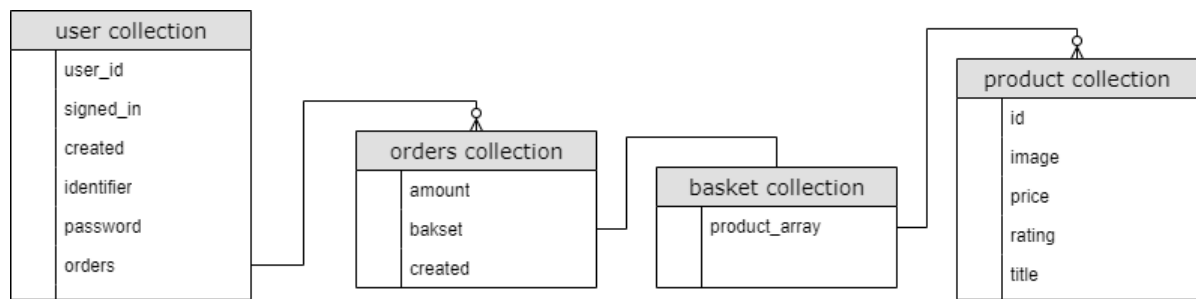 user collection
user_id
signed_in
created
identifier
password
orders
orders collection
amount
bakset
created
basket collection
product_array
product collection
id
image
price
rating
title